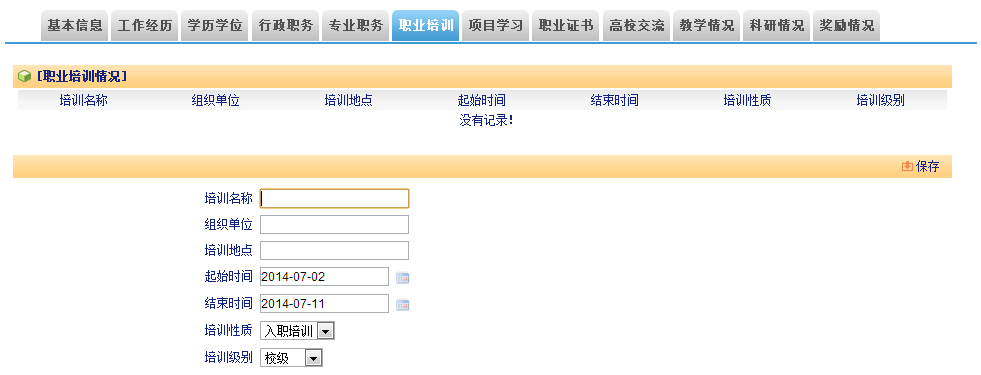 基本信息 工作经历 学历学位 行政职务 专业职务 职业培训 项目学习 职业证书 高校交流 教学情况 科研情况 奖励情况
[职业培训情况]
培训名称 组织单位 培训地点 起始时间 结束时间 培训性质 培训级别
没有记录!
保存
培训名称
组织单位
培训地点
起始时间 2014-07-02
结束时间 2014-07-11
培训性质 入职培训
培训级别 校级